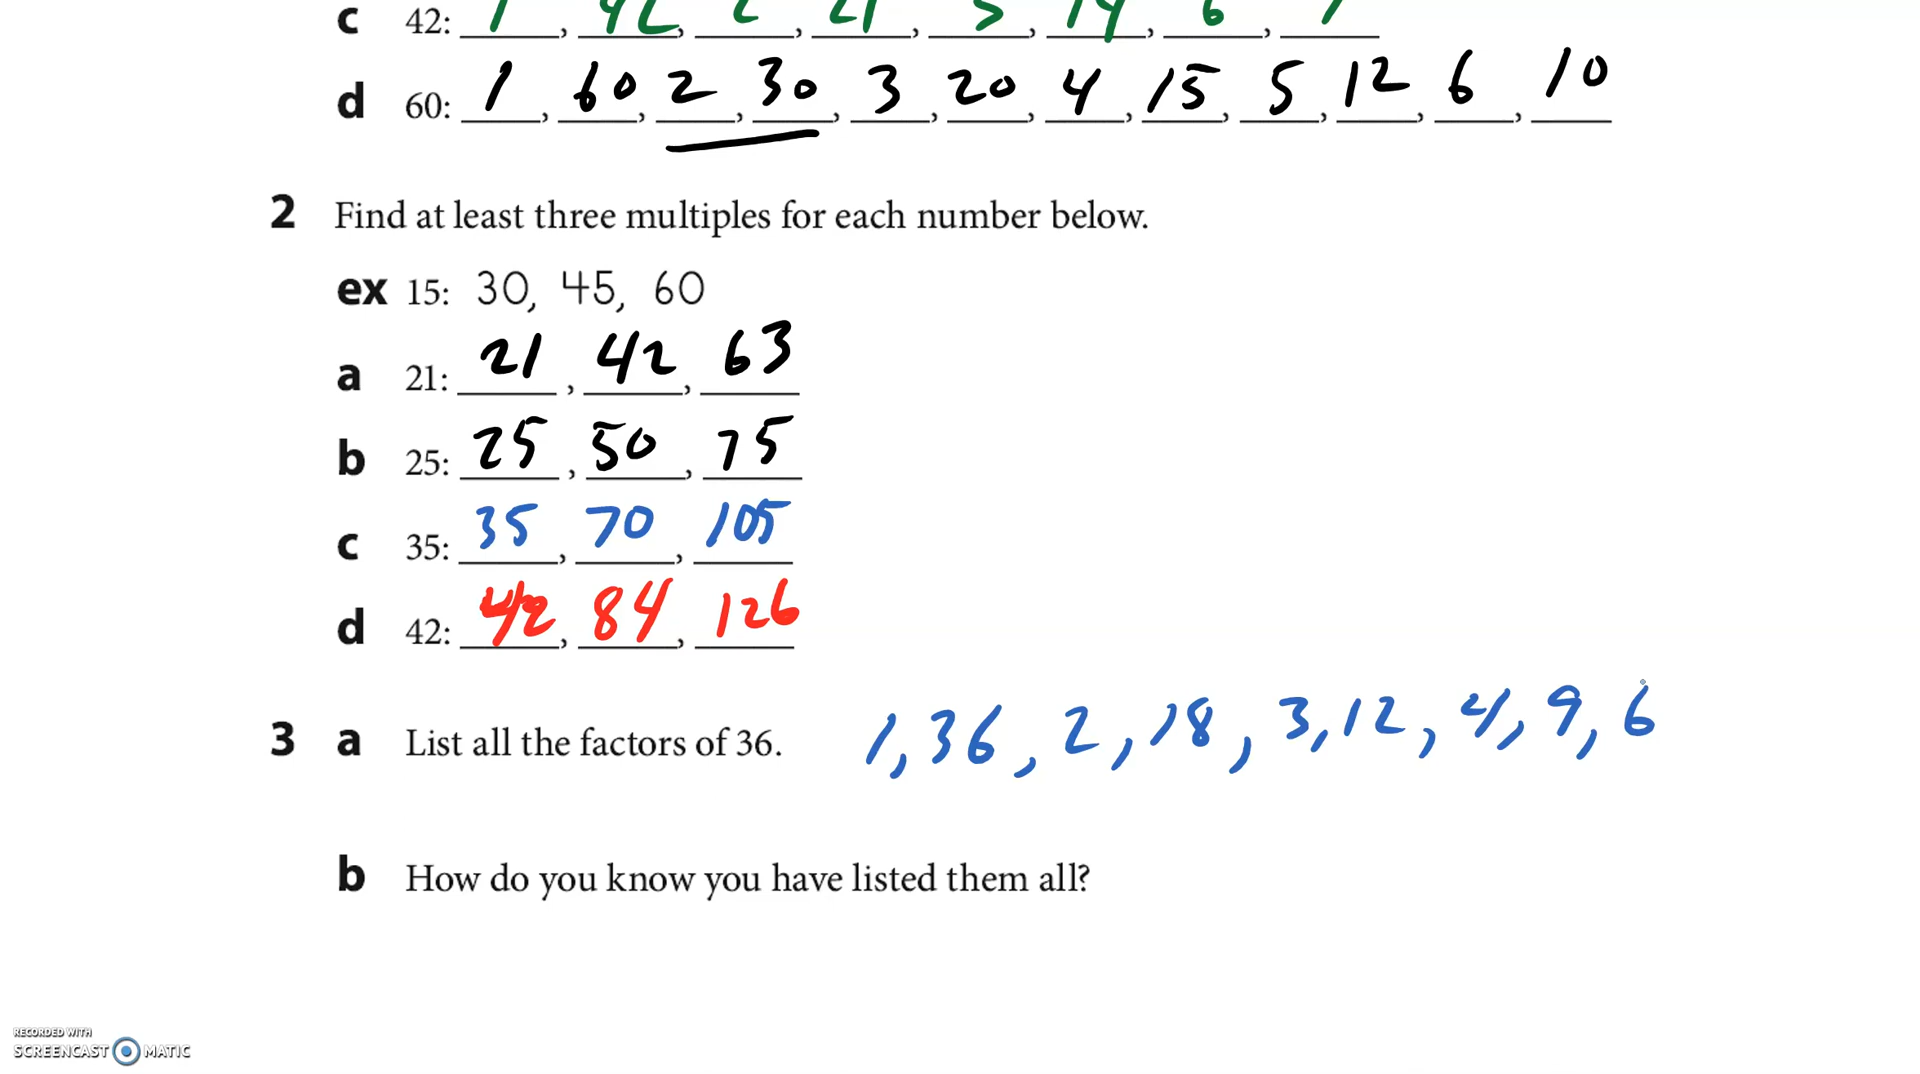 c 42: 1, 42, 2, 21, 3, 14, 6, 7
d 60: 1, 60, 2, 30, 3, 20, 4, 15, 5, 12, 6, 10
2 Find at least three multiples for each number below.
ex 15: 30, 45, 60
a 21: 21, 42, 63
b 25: 25, 50, 75
c 35: 35, 70, 105
d 42: 42, 84, 126
3 a List all the factors of 36. 1, 36, 2, 18, 3, 12, 4, 9, 6
b How do you know you have listed them all?
RECORDED WITH
SCREENCAST MATIC